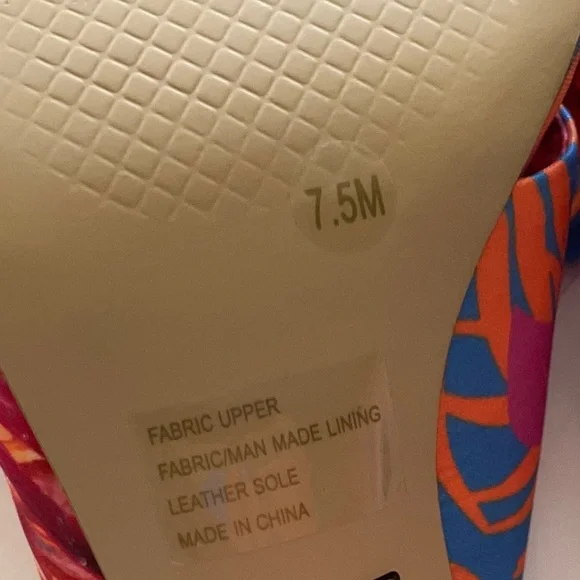 7.5M
FABRIC UPPER
FABRIC/MAN MADE LINING
LEATHER SOLE
MADE IN CHINA